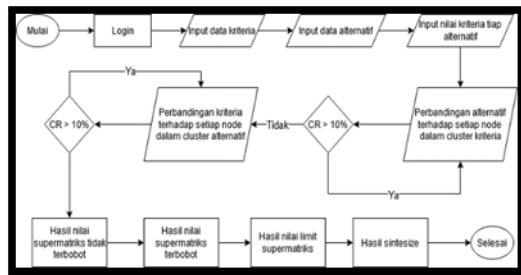 Mulai
Login
Input data kriteria
Input data alternatif
Input nilai kriteria tiap
alternatif
Ya
CR > 10%
Perbandingan kriteria
terhadap setiap node
dalam cluster alternatif
Tidak
CR > 10%
Perbandingan alternatif
terhadap setiap node
dalam cluster kriteria
Ya
Hasil nilai
supermatriks tidak
terbobot
Hasil nilai
supermatriks
terbobot
Hasil nilai limit
supermatriks
Hasil sintesize
Selesai